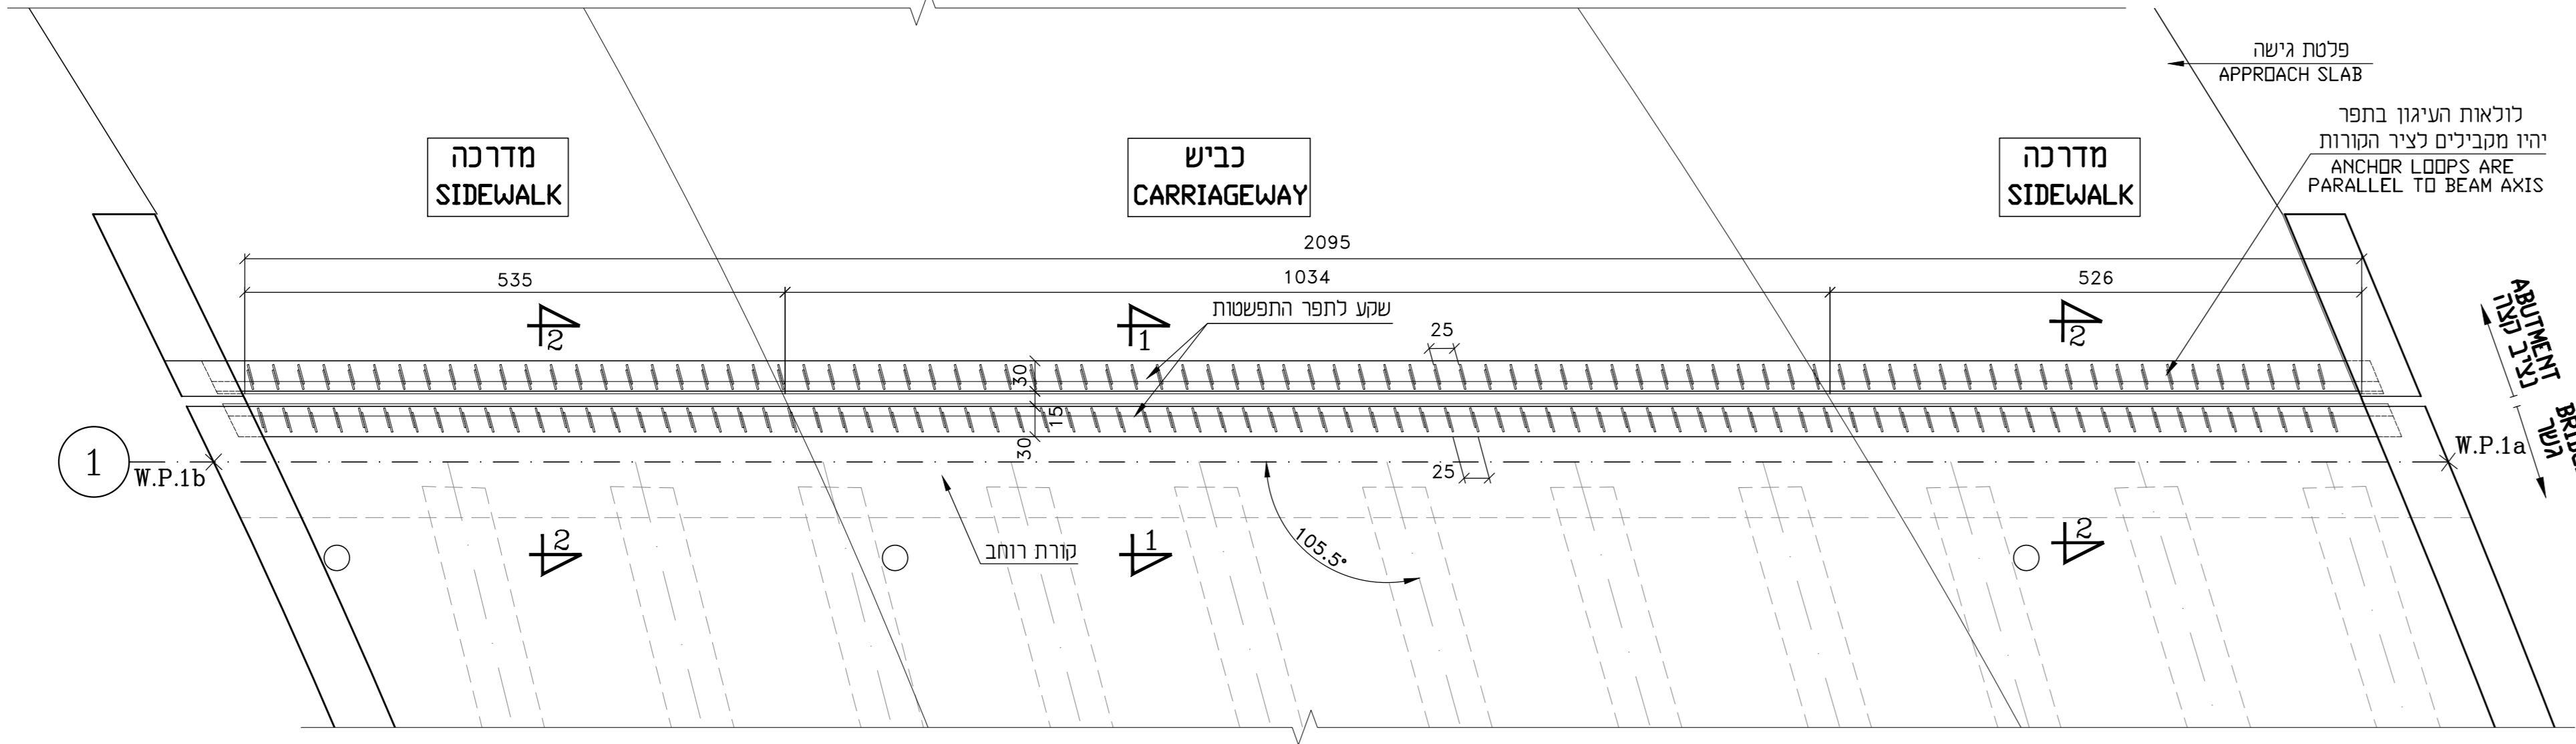 פלטת גישה
APPROACH SLAB
לולאות העיגון בתפר
יהיו מקבילים לציר הקורות
ANCHOR LOOPS ARE
PARALLEL TO BEAM AXIS
מדרכה
SIDEWALK
כביש
CARRIAGEWAY
מדרכה
SIDEWALK
2095
535
1034
526
שקע לתפר התפשטות
2
1
2
25
30
15
30
25
ABUTMENT
נציב קצה
גשר
1
W.P.1b
W.P.1a
105.5°
קורת רוחב
2
1
2